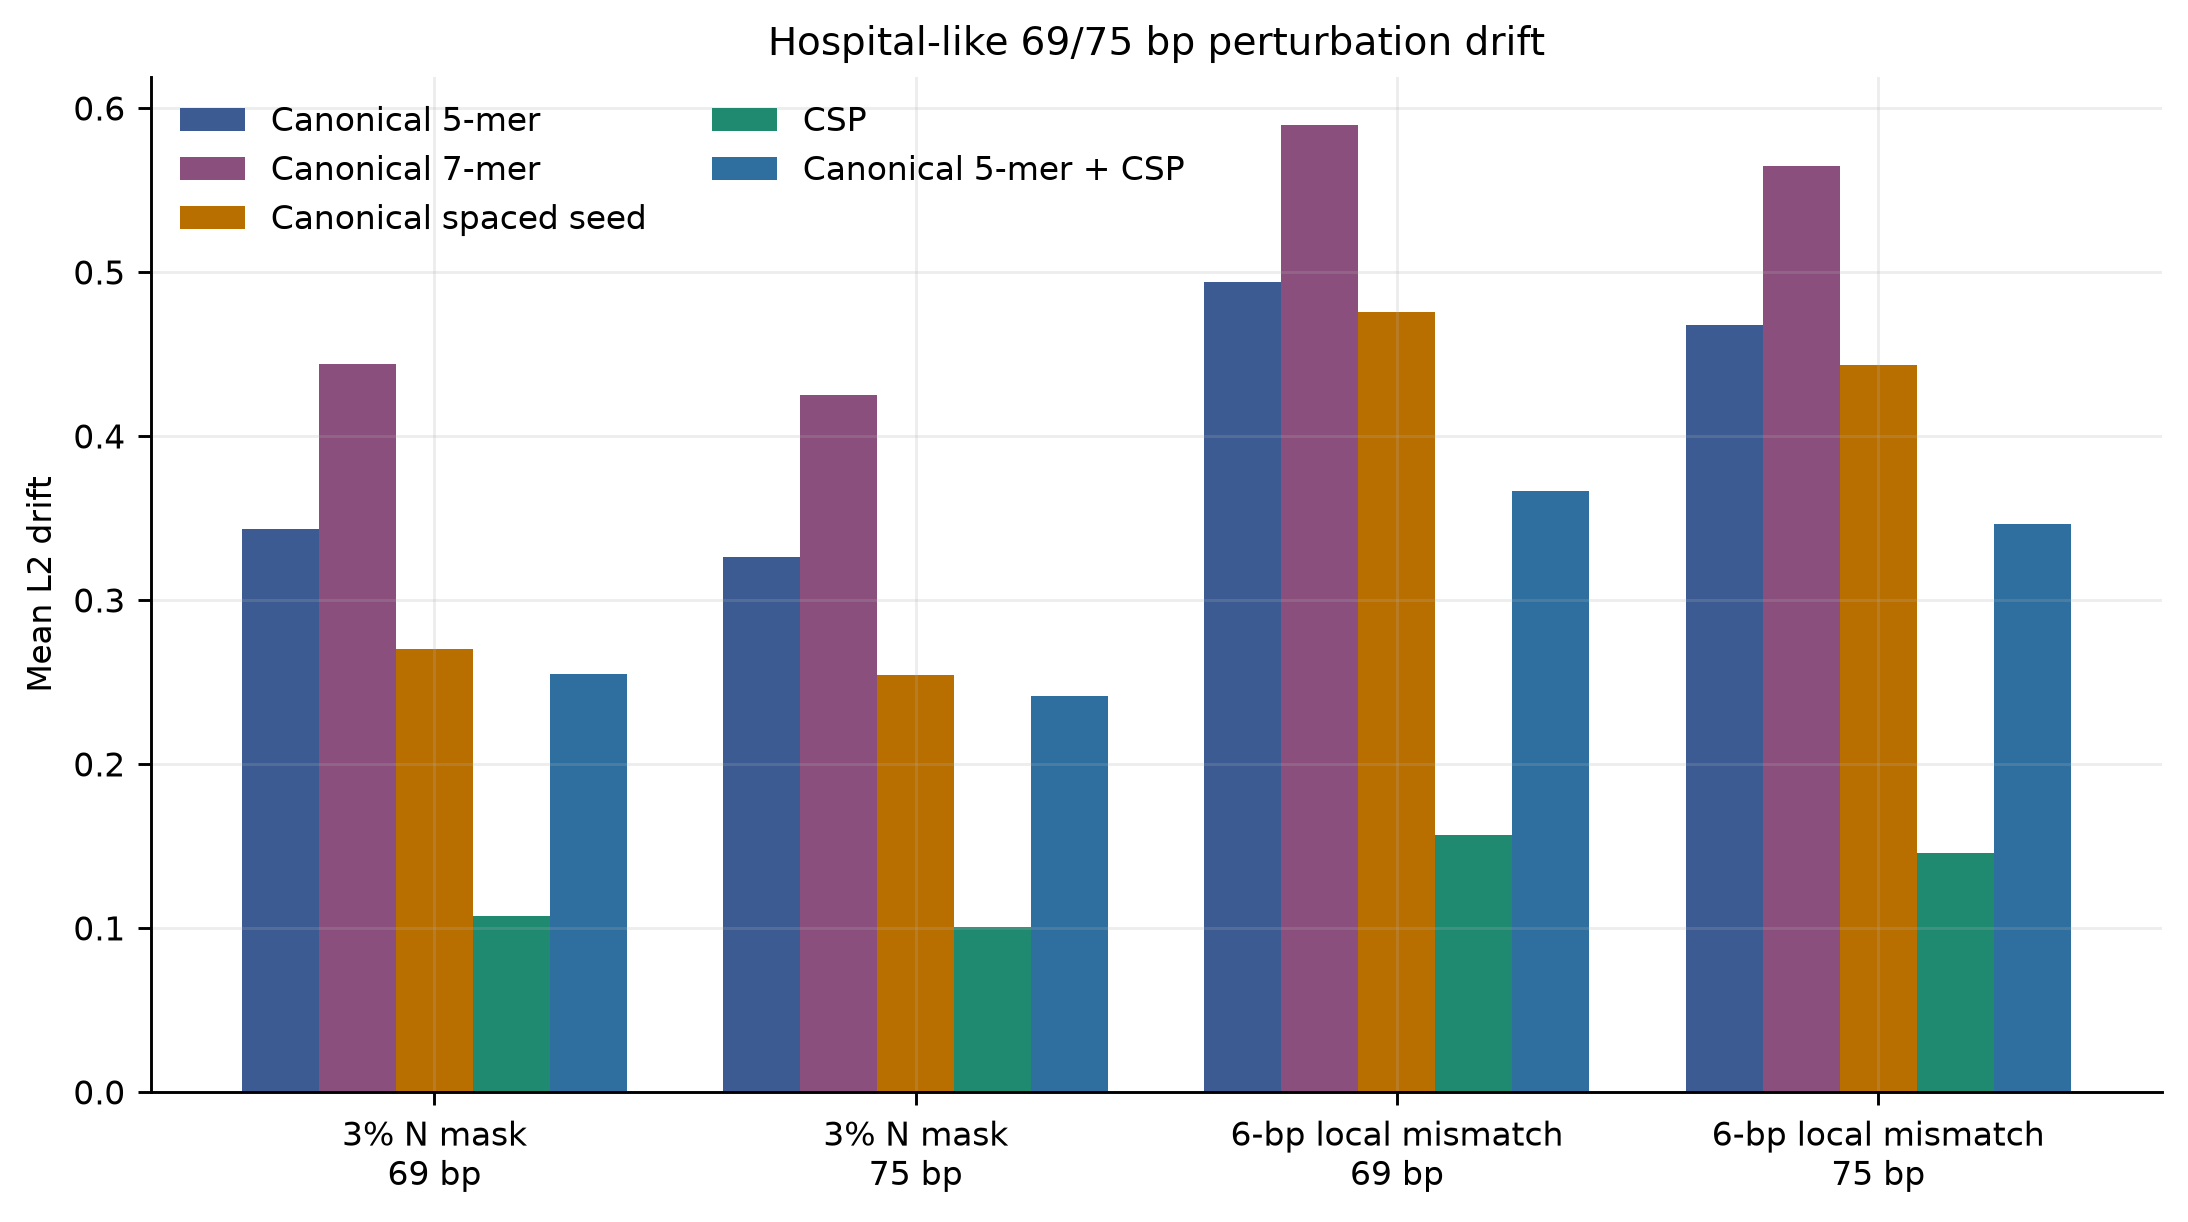 Hospital-like 69/75 bp perturbation drift
Canonical 5-mer
Canonical 7-mer
Canonical spaced seed
CSP
Canonical 5-mer + CSP
Mean L2 drift
0.6
0.5
0.4
0.3
0.2
0.1
0.0
3% N mask
69 bp
3% N mask
75 bp
6-bp local mismatch
69 bp
6-bp local mismatch
75 bp